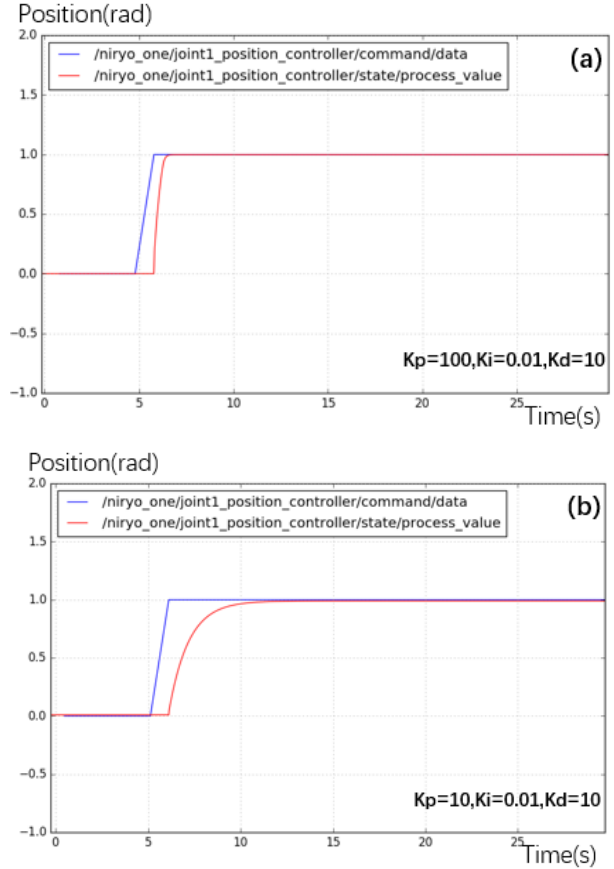 Position(rad)
2.0
/niryo_one/joint1_position_controller/command/data
(a)
/niryo_one/joint1_position_controller/state/process_value
1.5
1.0
0.5
0.0
−0.5
Kp=100,Ki=0.01,Kd=10
−1.0
0 5 10 15 20 25
Time(s)
Position(rad)
2.0
/niryo_one/joint1_position_controller/command/data
(b)
/niryo_one/joint1_position_controller/state/process_value
1.5
1.0
0.5
0.0
−0.5
Kp=10,Ki=0.01,Kd=10
−1.0
0 5 10 15 20 25
Time(s)